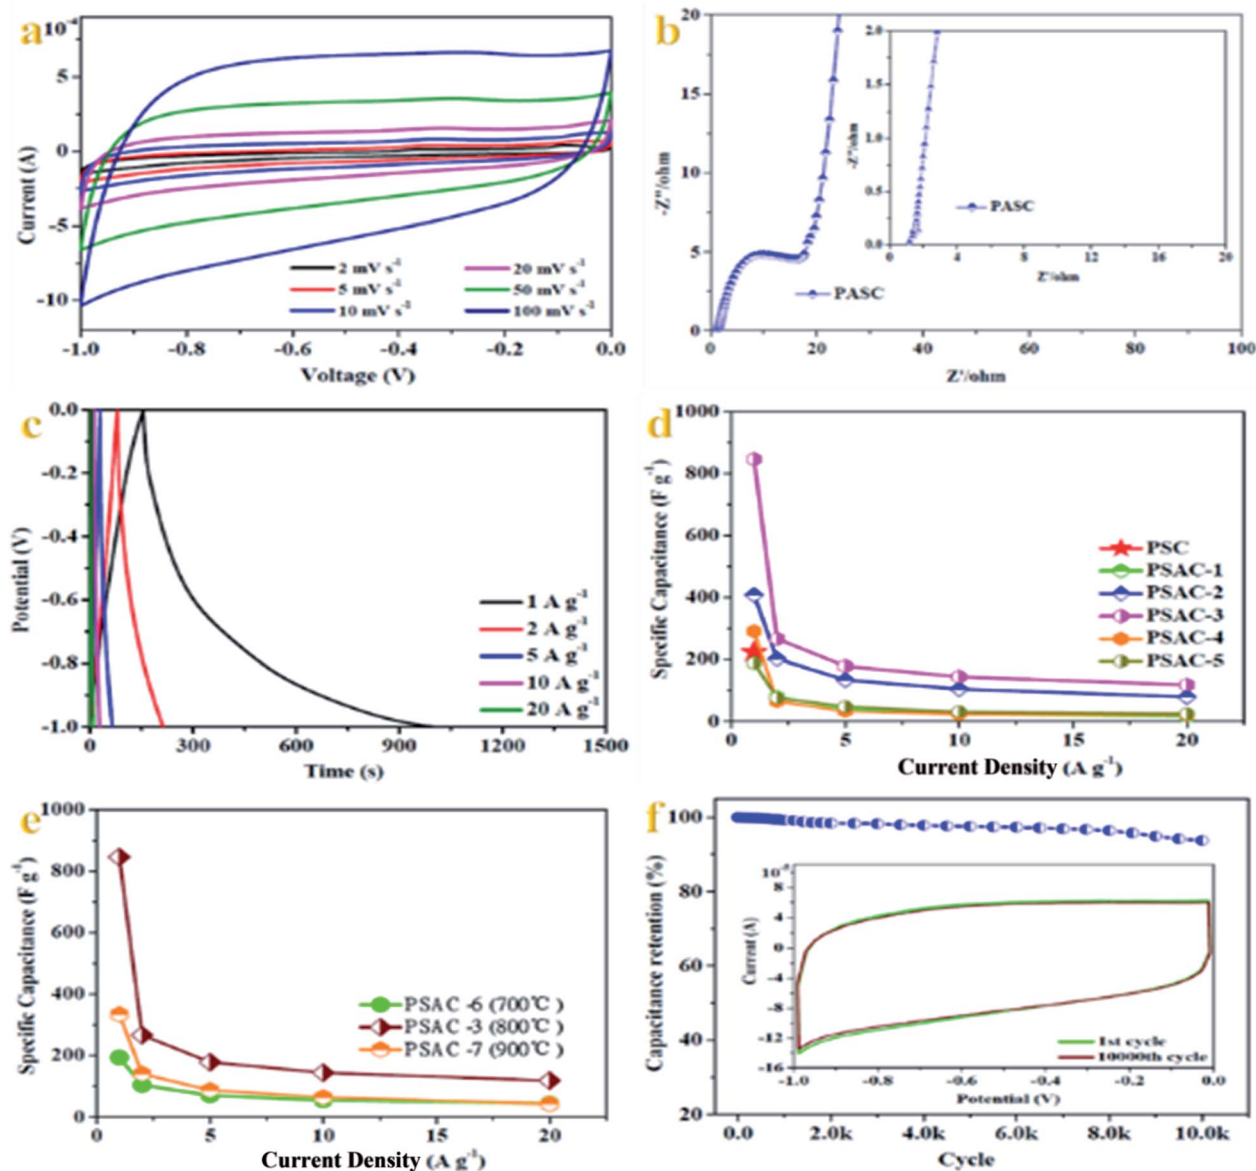 a
10⁻⁴
5
0
-5
-10
Current (A)
2 mV s⁻¹
5 mV s⁻¹
10 mV s⁻¹
20 mV s⁻¹
50 mV s⁻¹
100 mV s⁻¹
-1.0 -0.8 -0.6 -0.4 -0.2 0.0
Voltage (V)
b
20
15
10
5
0
-Z''/ohm
PASC
0 20 40 60 80 100
Z'/ohm
2.0
1.5
1.0
0.5
0.0
-Z''/ohm
PASC
0 4 8 12 16 20
Z'/ohm
c
0.0
-0.2
-0.4
-0.6
-0.8
-1.0
Potential (V)
1 A g⁻¹
2 A g⁻¹
5 A g⁻¹
10 A g⁻¹
20 A g⁻¹
0 300 600 900 1200 1500
Time (s)
d
1000
800
600
400
200
0
Specific Capacitance (F g⁻¹)
PSC
PSAC-1
PSAC-2
PSAC-3
PSAC-4
PSAC-5
0 5 10 15 20
Current Density (A g⁻¹)
e
1000
800
600
400
200
0
Specific Capacitance (F g⁻¹)
PSAC -6 (700℃)
PSAC -3 (800℃)
PSAC -7 (900℃)
0 5 10 15 20
Current Density (A g⁻¹)
f
100
80
60
40
20
Capacitance retention (%)
8
4
0
-4
-8
-12
-16
Current (A)
1st cycle
10000th cycle
-1.0 -0.8 -0.6 -0.4 -0.2 0.0
Potential (V)
0.0 2.0k 4.0k 6.0k 8.0k 10.0k
Cycle